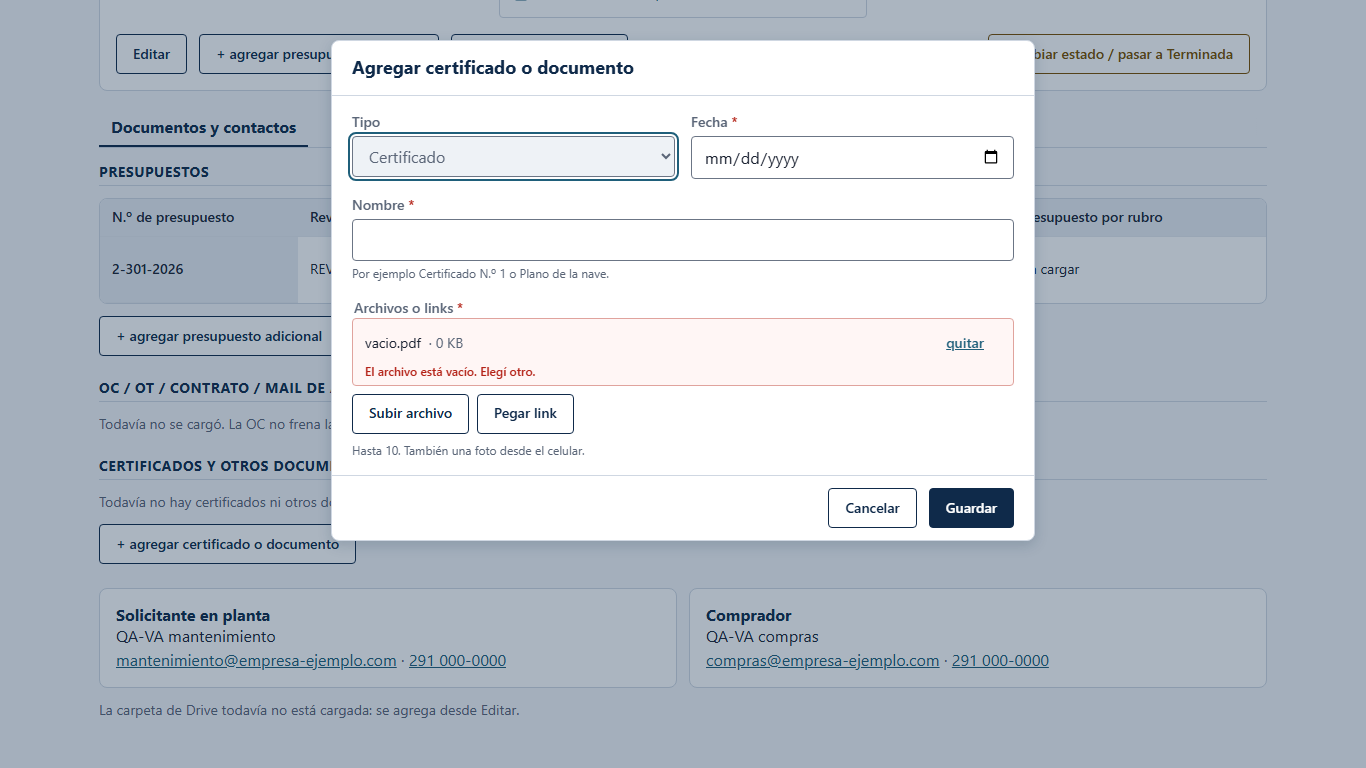 Editar
+ agregar presupu
biar estado / pasar a Terminada
Agregar certificado o documento
Documentos y contactos
Tipo
Fecha *
Certificado
mm/dd/yyyy
PRESUPUESTOS
Nombre *
N.º de presupuesto
Rev
esupuesto por rubro
2-301-2026
REV
cargar
Por ejemplo Certificado N.º 1 o Plano de la nave.
Archivos o links *
vacio.pdf · 0 KB
quitar
El archivo está vacío. Elegí otro.
+ agregar presupuesto adicional
Subir archivo
Pegar link
Hasta 10. También una foto desde el celular.
OC / OT / CONTRATO / MAIL DE
Todavía no se cargó. La OC no frena la
CERTIFICADOS Y OTROS DOCUM
Todavía no hay certificados ni otros d
Cancelar
Guardar
+ agregar certificado o documento
Solicitante en planta
QA-VA mantenimiento
mantenimiento@empresa-ejemplo.com · 291 000-0000
Comprador
QA-VA compras
compras@empresa-ejemplo.com · 291 000-0000
La carpeta de Drive todavía no está cargada: se agrega desde Editar.